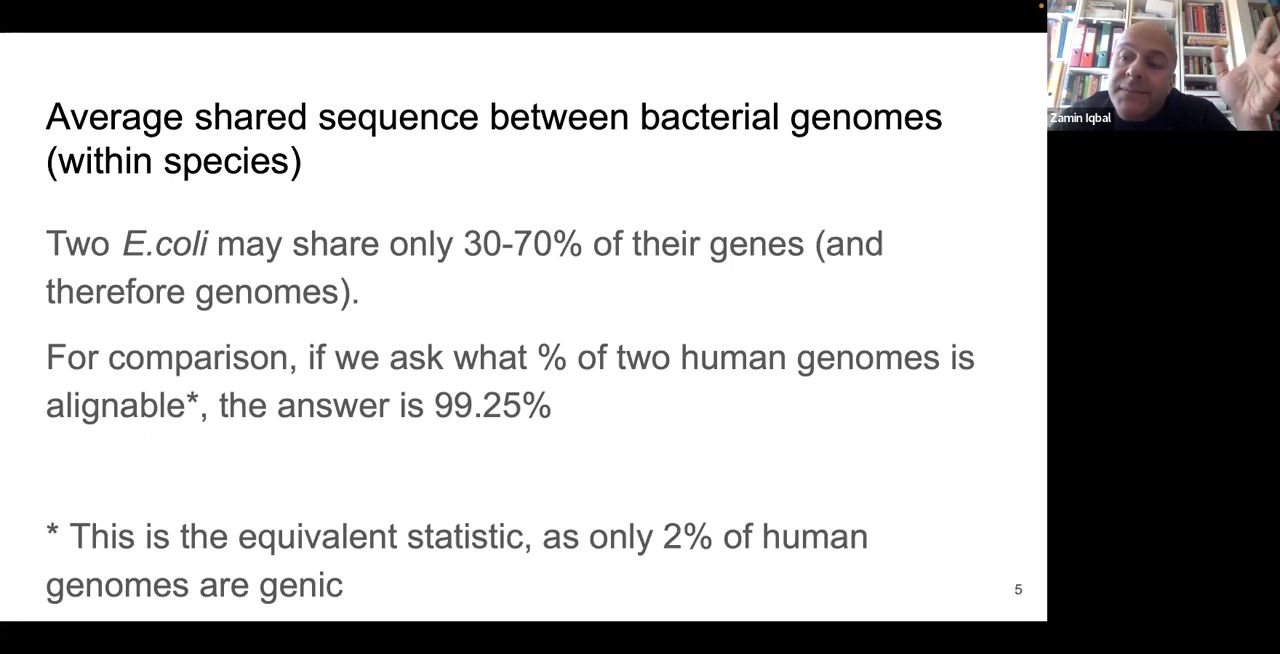 Average shared sequence between bacterial genomes
(within species)
Two E.coli may share only 30-70% of their genes (and
therefore genomes).
For comparison, if we ask what % of two human genomes is
alignable*, the answer is 99.25%
* This is the equivalent statistic, as only 2% of human
genomes are genic
5
Zamin Iqbal